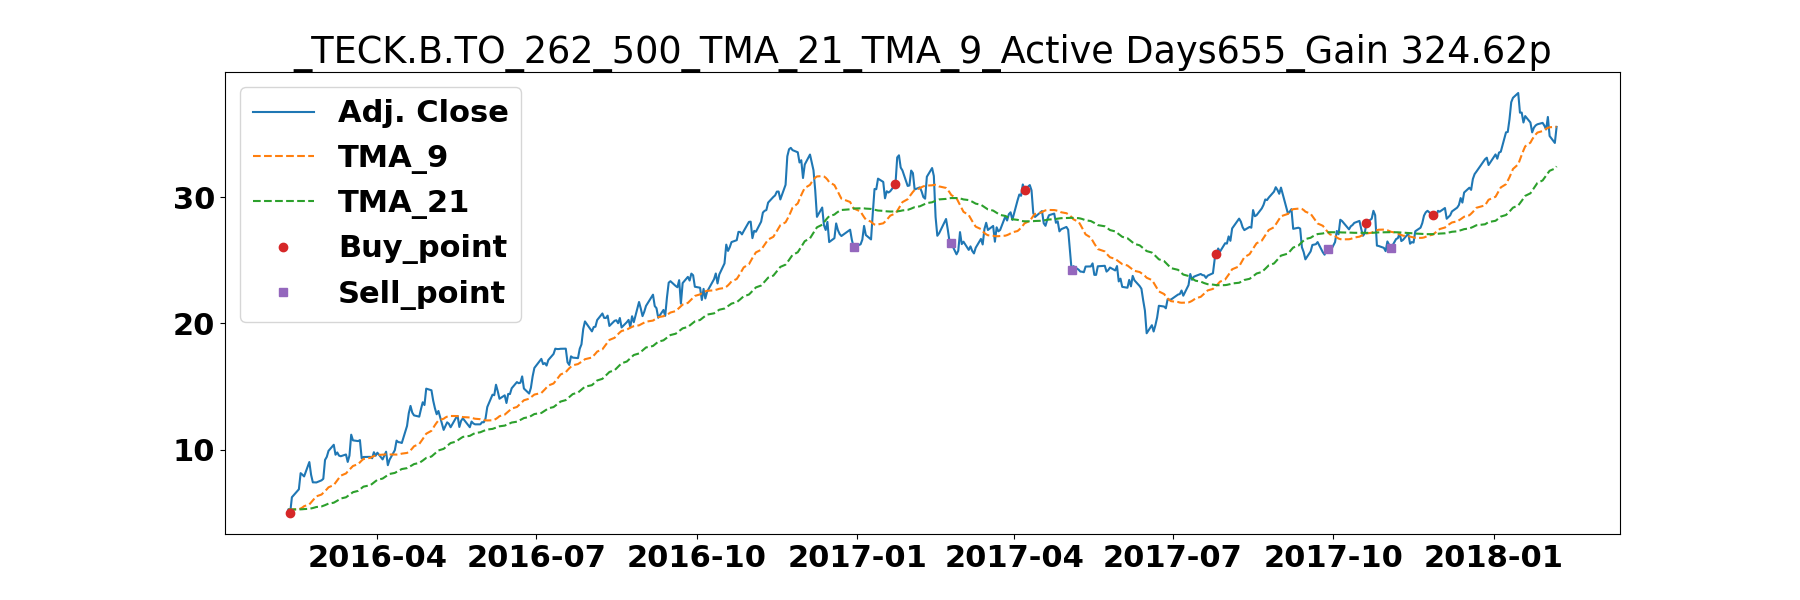 _TECK.B.TO_262_500_TMA_21_TMA_9_Active Days655_Gain 324.62p
Adj. Close
TMA_9
TMA_21
Buy_point
Sell_point
30
20
10
2016-04 2016-07 2016-10 2017-01 2017-04 2017-07 2017-10 2018-01